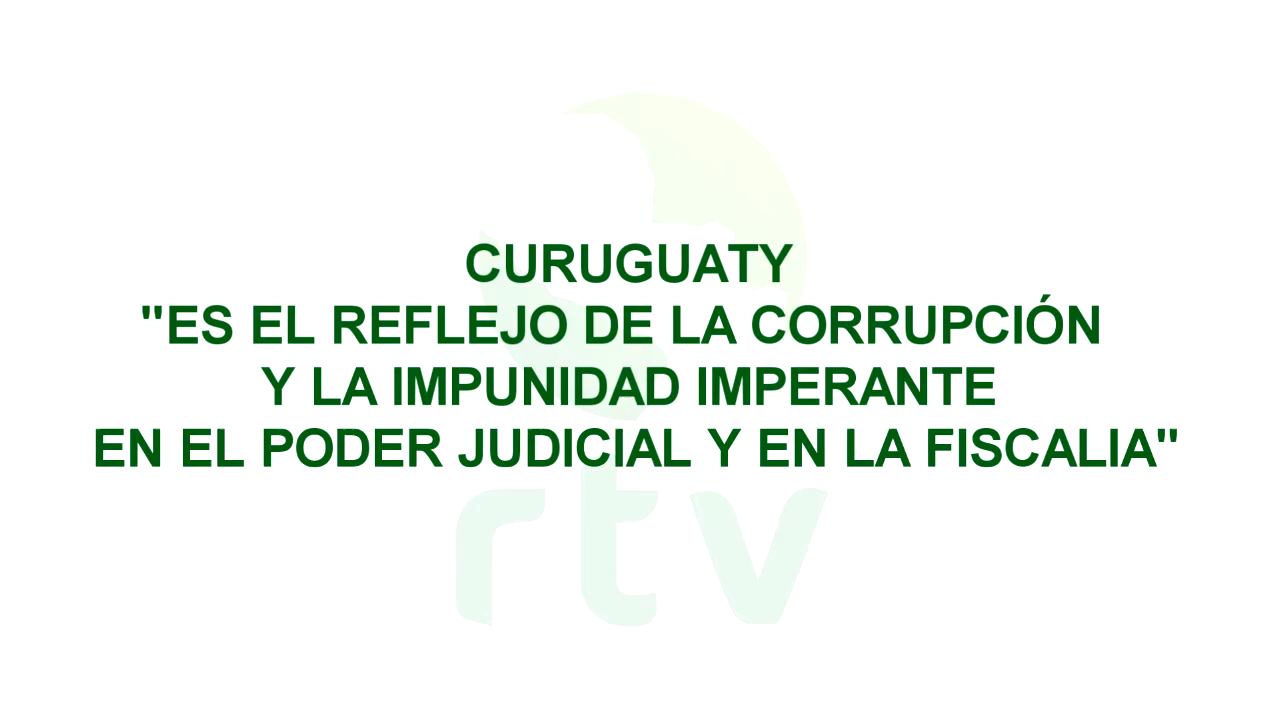 CURUGUATY
"ES EL REFLEJO DE LA CORRUPCIÓN
Y LA IMPUNIDAD IMPERANTE
EN EL PODER JUDICIAL Y EN LA FISCALIA"
rtv